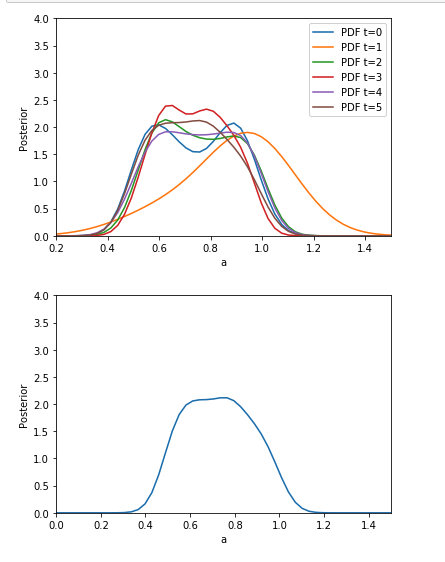 4.0
3.5
3.0
2.5
2.0
1.5
1.0
0.5
0.0
Posterior
PDF t=0
PDF t=1
PDF t=2
PDF t=3
PDF t=4
PDF t=5
0.2 0.4 0.6 0.8 1.0 1.2 1.4
a
4.0
3.5
3.0
2.5
2.0
1.5
1.0
0.5
0.0
Posterior
0.0 0.2 0.4 0.6 0.8 1.0 1.2 1.4
a